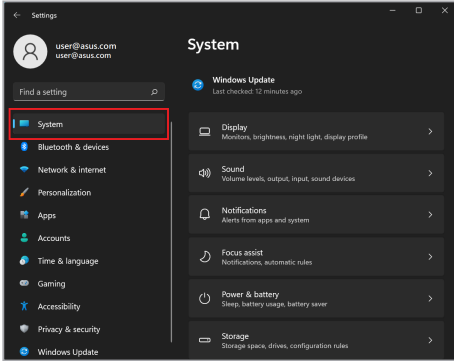 Settings
user@asus.com
user@asus.com
Find a setting
System
Bluetooth & devices
Network & internet
Personalization
Apps
Accounts
Time & language
Gaming
Accessibility
Privacy & security
Windows Update
System
Windows Update
Last checked: 12 minutes ago
Display
Monitors, brightness, night light, display profile
Sound
Volume levels, output, input, sound devices
Notifications
Alerts from apps and system
Focus assist
Notifications, automatic rules
Power & battery
Sleep, battery usage, battery saver
Storage
Storage space, drives, configuration rules